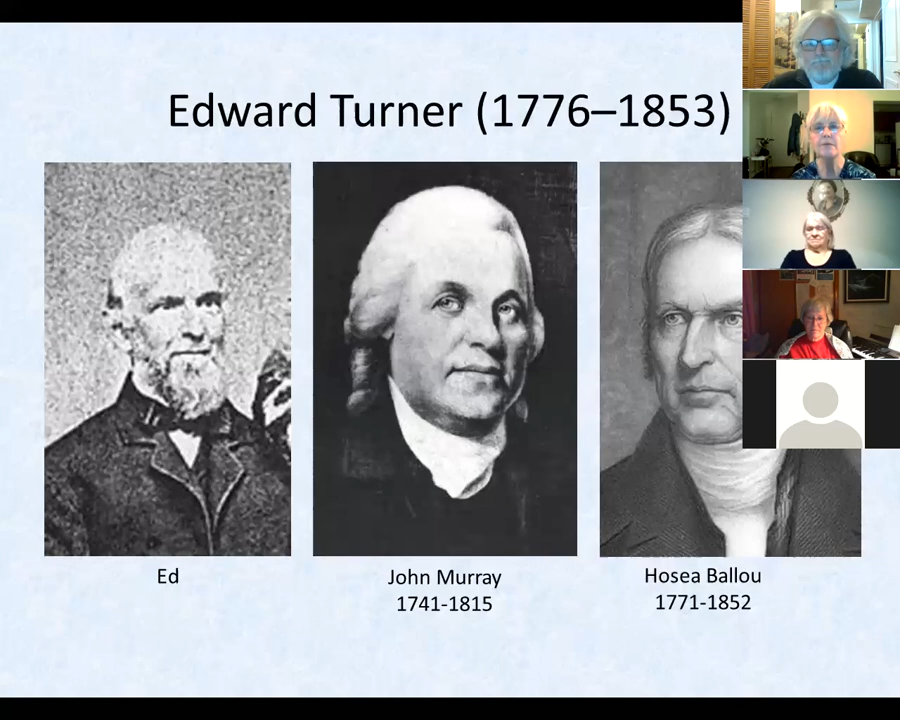 Edward Turner (1776–1853)
Ed
John Murray
1741-1815
Hosea Ballou
1771-1852